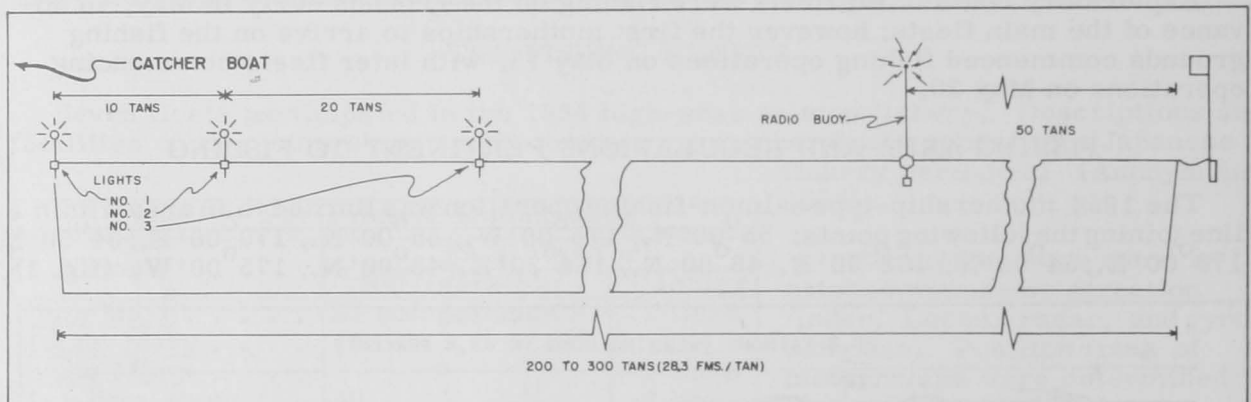 CATCHER BOAT
10 TANS
20 TANS
RADIO BUOY
50 TANS
LIGHTS
NO. 1
NO. 2
NO. 3
200 TO 300 TANS (28.3 FMS./TAN)